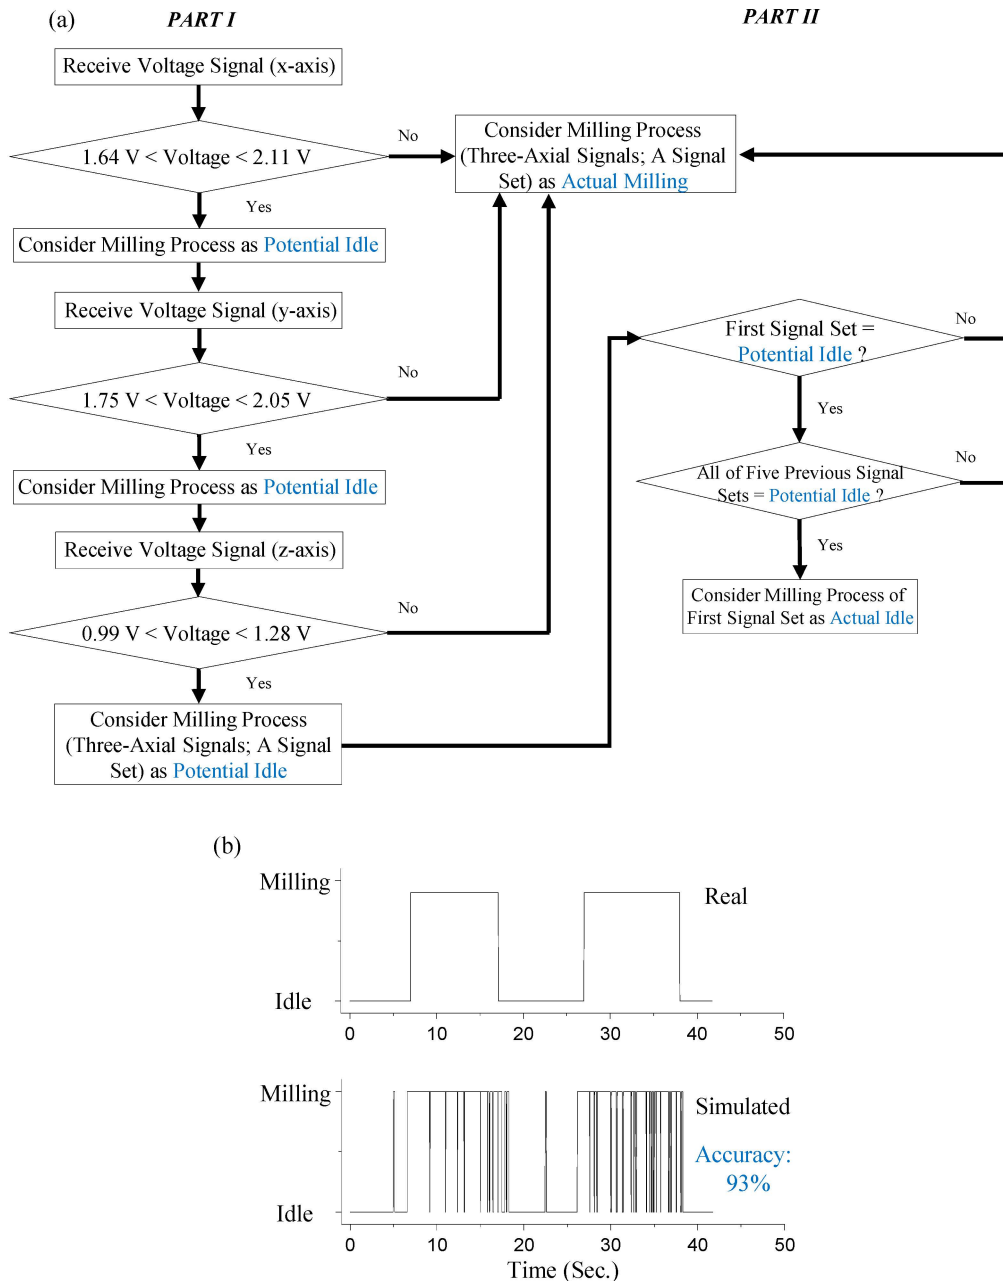 (a)
PART I
PART II
Receive Voltage Signal (x-axis)
1.64 V < Voltage < 2.11 V
No
Yes
Consider Milling Process as Potential Idle
Receive Voltage Signal (y-axis)
1.75 V < Voltage < 2.05 V
No
Yes
Consider Milling Process as Potential Idle
Receive Voltage Signal (z-axis)
0.99 V < Voltage < 1.28 V
No
Yes
Consider Milling Process
(Three-Axial Signals; A Signal
Set) as Potential Idle
Consider Milling Process
(Three-Axial Signals; A Signal
Set) as Actual Milling
First Signal Set =
Potential Idle ?
No
Yes
All of Five Previous Signal
Sets = Potential Idle ?
No
Yes
Consider Milling Process of
First Signal Set as Actual Idle
(b)
Milling
Real
Idle
0 10 20 30 40 50
Milling
Simulated
Accuracy:
93%
Idle
0 10 20 30 40 50
Time (Sec.)